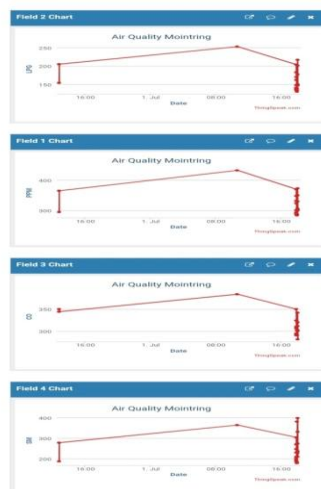 Field 2 Chart
Air Quality Mointring
LPG
250
200
150
16:00 1. Jul 08:00 16:00
Date
ThingSpeak.com
Field 1 Chart
Air Quality Mointring
PPM
400
300
16:00 1. Jul 08:00 16:00
Date
ThingSpeak.com
Field 3 Chart
Air Quality Mointring
CO
16:00 1. Jul 08:00 16:00
Date
ThingSpeak.com
Field 4 Chart
Air Quality Mointring
400
300
200
16:00 1. Jul 08:00 16:00
Date
ThingSpeak.com